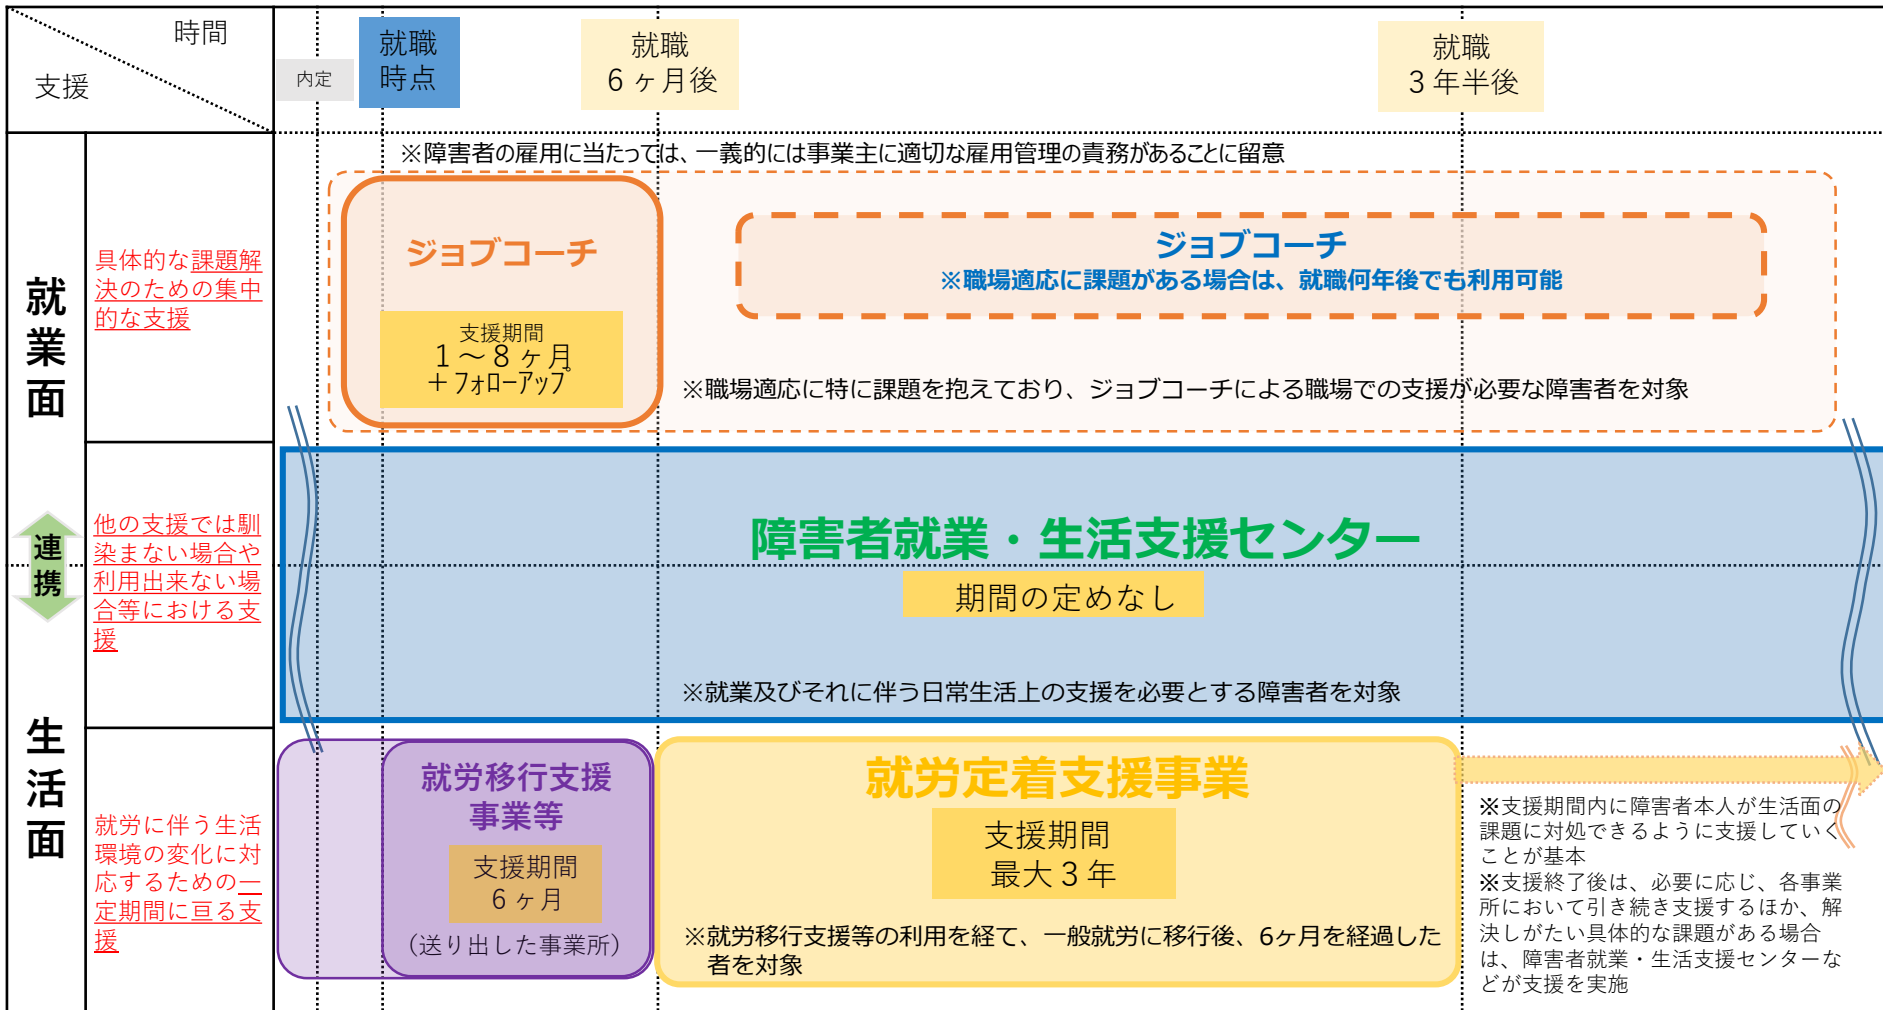 時間
支援
内定
就職
時点
就職
6ヶ月後
就職
3年半後
※障害者の雇用に当たっては、一義的には事業主に適切な雇用管理の責務があることに留意
就業面
具体的な課題解
決のための集中
的な支援
ジョブコーチ
支援期間
1～8ヶ月
＋フォローアップ
ジョブコーチ
※職場適応に課題がある場合は、就職何年後でも利用可能
※職場適応に特に課題を抱えており、ジョブコーチによる職場での支援が必要な障害者を対象
連携
他の支援では馴
染まない場合や
利用出来ない場
合等における支
援
障害者就業・生活支援センター
期間の定めなし
※就業及びそれに伴う日常生活上の支援を必要とする障害者を対象
生活面
就労に伴う生活
環境の変化に対
応するための一
定期間に亘る支
援
就労移行支援
事業等
支援期間
6ヶ月
（送り出した事業所）
就労定着支援事業
支援期間
最大3年
※就労移行支援等の利用を経て、一般就労に移行後、6ヶ月を経過した
者を対象
※支援期間内に障害者本人が生活面の
課題に対処できるように支援していく
ことが基本
※支援終了後は、必要に応じ、各事業
所において引き続き支援するほか、解
決しがたい具体的な課題がある場合
は、障害者就業・生活支援センターな
どが支援を実施